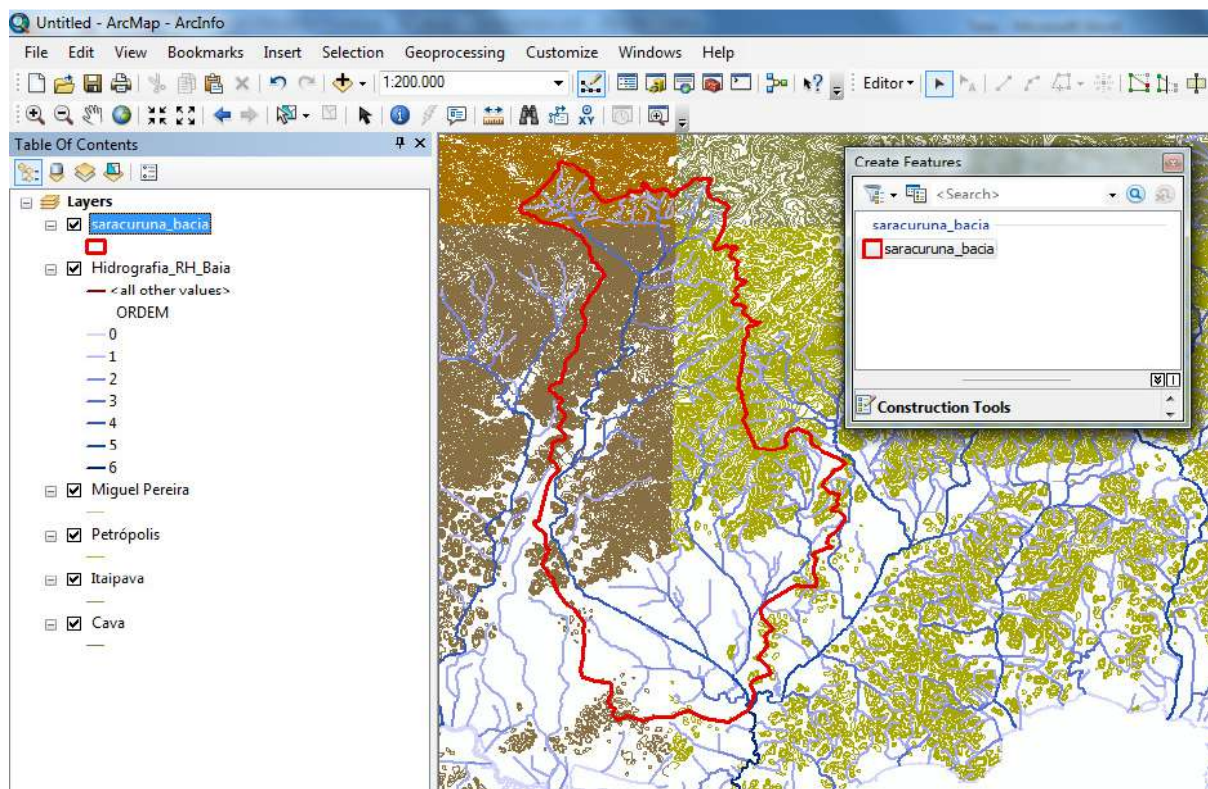 Untitled - ArcMap - ArcInfo
File Edit View Bookmarks Insert Selection Geoprocessing Customize Windows Help
1:200.000
Editor
Table Of Contents
Layers
saracuruna_bacia
Hidrografia_RH_Baia
<all other values>
ORDEM
0
1
2
3
4
5
6
Miguel Pereira
Petrópolis
Itaipava
Cava
Create Features
<Search>
saracuruna_bacia
saracuruna_bacia
Construction Tools